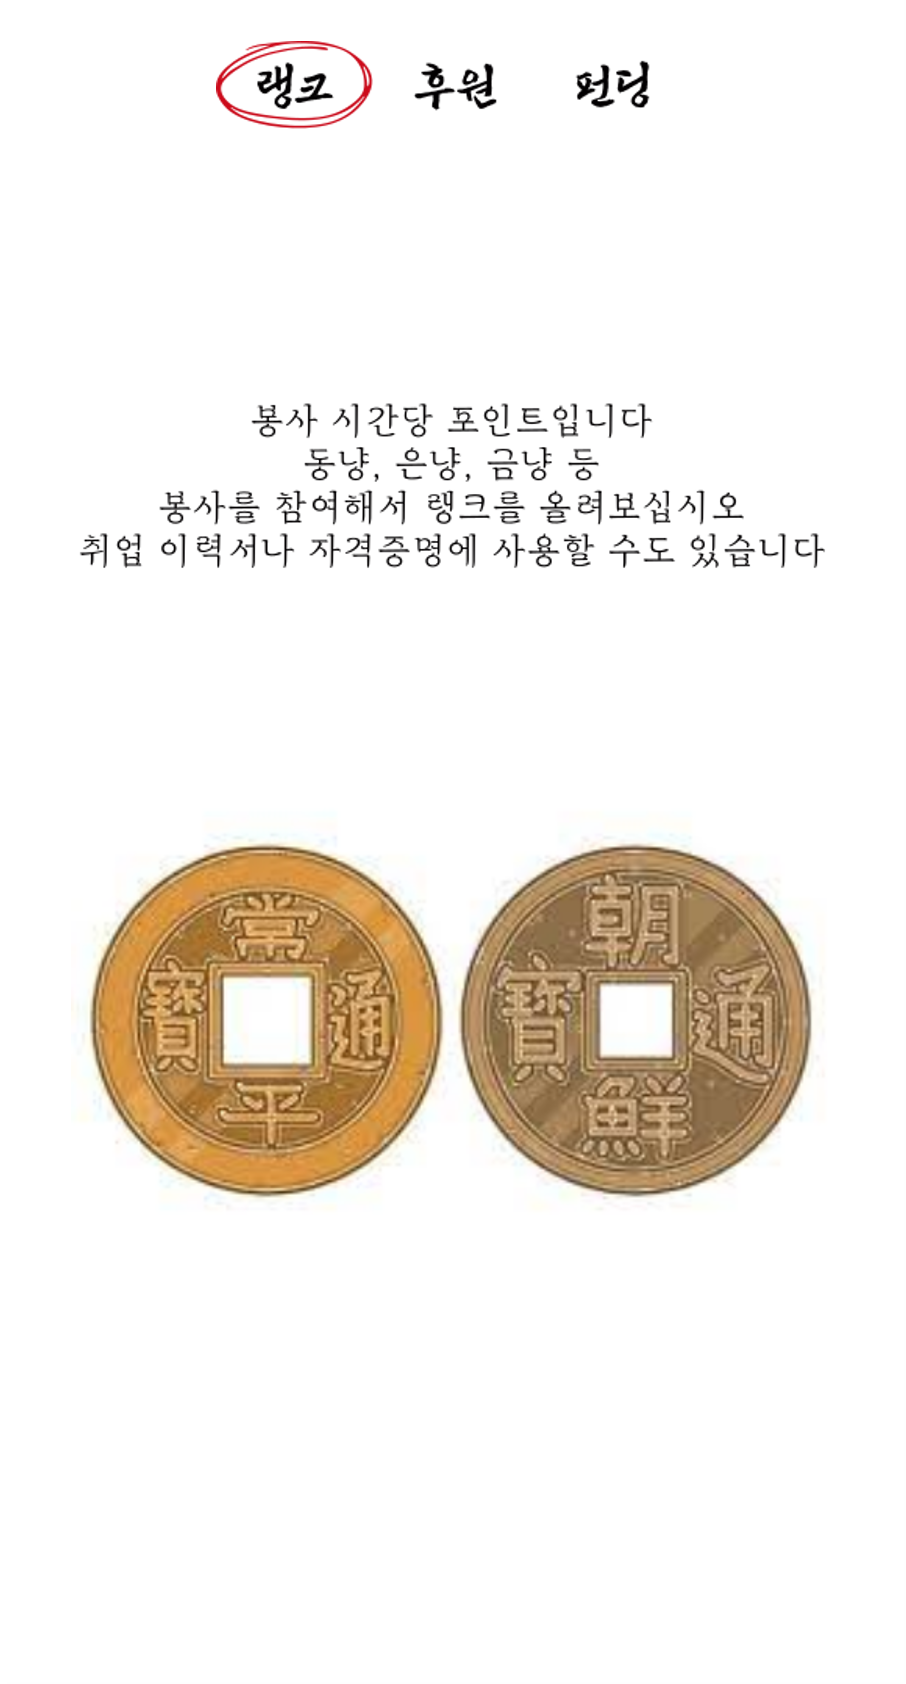 랭크 후원 펀딩
봉사 시간당 포인트입니다
동냥, 은냥, 금냥 등
봉사를 참여해서 랭크를 올려보십시오
취업 이력서나 자격증명에 사용할 수도 있습니다
常平通寶
朝鮮通寶